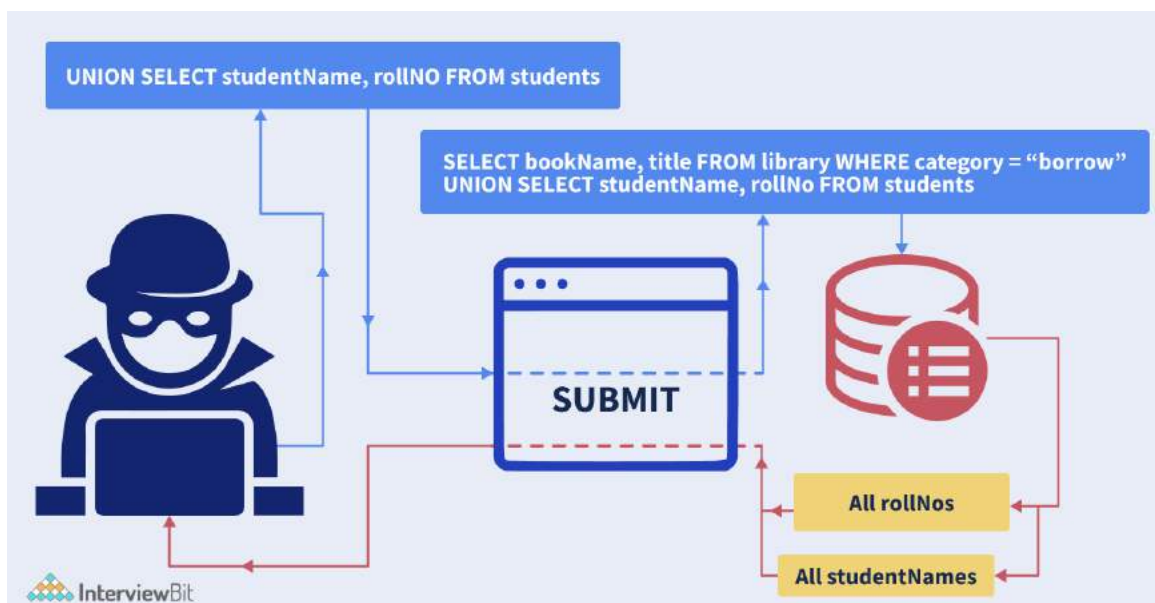 UNION SELECT studentName, rollNO FROM students
SELECT bookName, title FROM library WHERE category = “borrow”
UNION SELECT studentName, rollNo FROM students
SUBMIT
All rollNos
All studentNames
InterviewBit